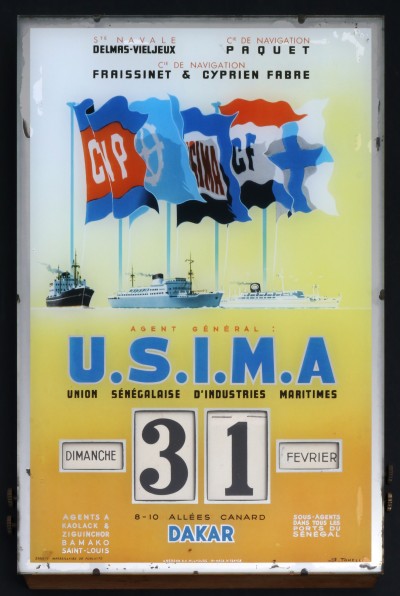 Sté NAVALE
DELMAS-VIELJEUX
Cie DE NAVIGATION
PAQUET
Cie DE NAVIGATION
FRAISSINET & CYPRIEN FABRE
CNP
USIMA
CF
AGENT GÉNÉRAL :
U.S.I.M.A
UNION SÉNÉGALAISE D'INDUSTRIES MARITIMES
DIMANCHE
31
FEVRIER
8-10 ALLÉES CANARD
DAKAR
AGENTS A
KAOLACK &
ZIGUINCHOR
BAMAKO
SAINT-LOUIS
SOUS-AGENTS
DANS TOUS LES
PORTS DU
SÉNÉGAL